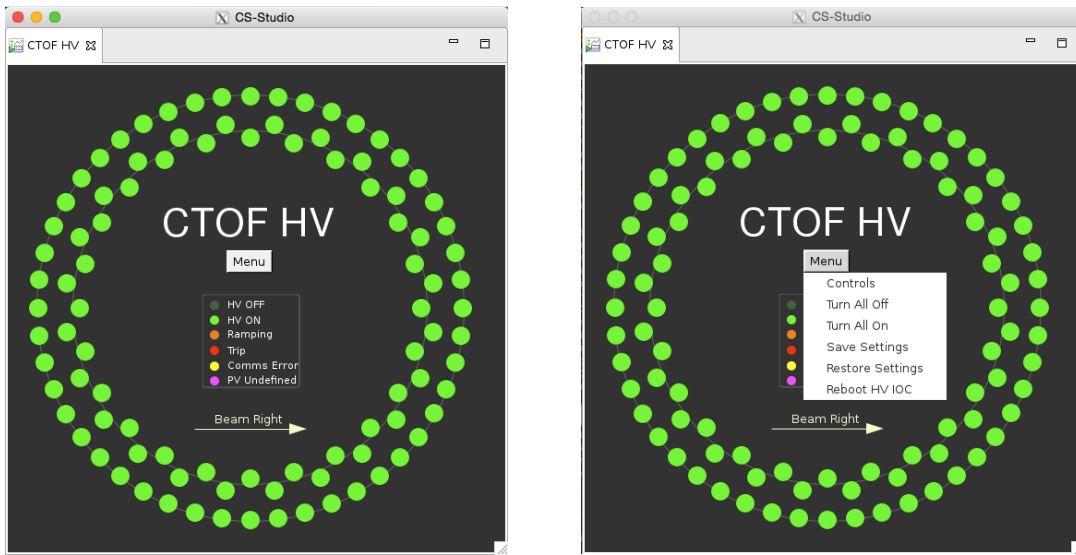 CS-Studio
CTOF HV
CTOF HV
Menu
HV OFF
HV ON
Ramping
Trip
Comms Error
PV Undefined
Beam Right
CS-Studio
CTOF HV
CTOF HV
Menu
Controls
Turn All Off
Turn All On
Save Settings
Restore Settings
Reboot HV IOC
Beam Right